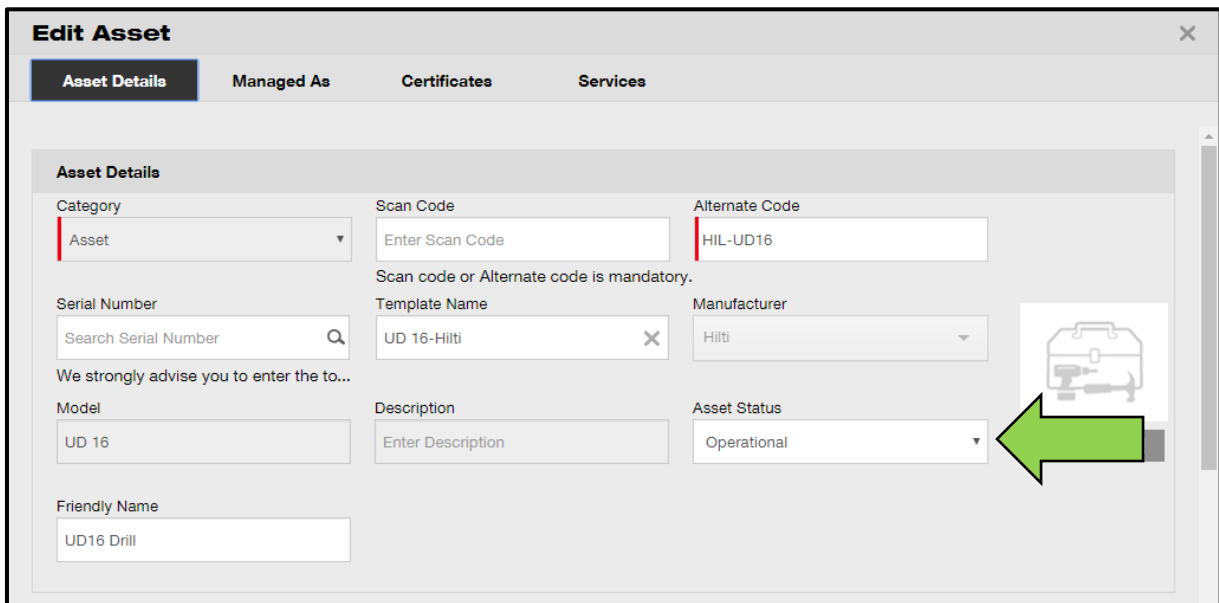 Edit Asset
Asset Details Managed As Certificates Services
Asset Details
Category Scan Code Alternate Code
Asset Enter Scan Code HIL-UD16
Scan code or Alternate code is mandatory.
Serial Number Template Name Manufacturer
Search Serial Number UD 16-Hilti Hilti
We strongly advise you to enter the to...
Model Description Asset Status
UD 16 Enter Description Operational
Friendly Name
UD16 Drill